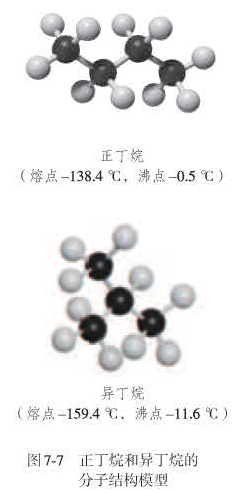 正丁烷
（熔点 –138.4 ℃，沸点 –0.5 ℃）
异丁烷
（熔点 –159.4 ℃，沸点 –11.6 ℃）
图7-7 正丁烷和异丁烷的
分子结构模型